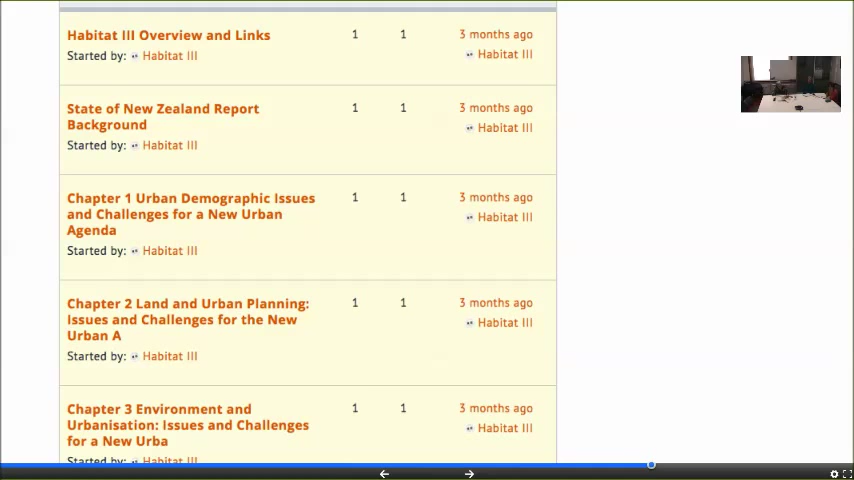 Habitat III Overview and Links 1 1 3 months ago
Started by: Habitat III Habitat III
State of New Zealand Report 1 1 3 months ago
Background Habitat III
Started by: Habitat III
Chapter 1 Urban Demographic Issues 1 1 3 months ago
and Challenges for a New Urban Habitat III
Agenda
Started by: Habitat III
Chapter 2 Land and Urban Planning: 1 1 3 months ago
Issues and Challenges for the New Habitat III
Urban A
Started by: Habitat III
Chapter 3 Environment and 1 1 3 months ago
Urbanisation: Issues and Challenges Habitat III
for a New Urba
Started by: Habitat III